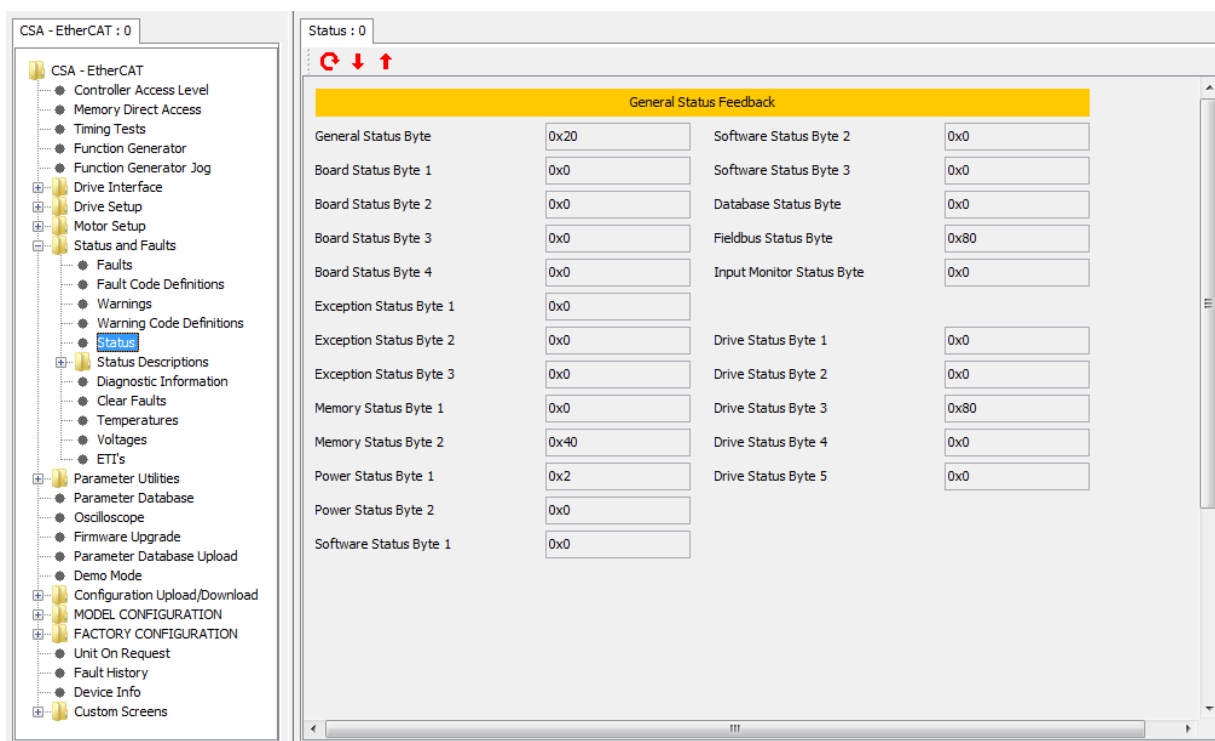 CSA - EtherCAT : 0
CSA - EtherCAT
Controller Access Level
Memory Direct Access
Timing Tests
Function Generator
Function Generator Jog
Drive Interface
Drive Setup
Motor Setup
Status and Faults
Faults
Fault Code Definitions
Warnings
Warning Code Definitions
Status
Status Descriptions
Diagnostic Information
Clear Faults
Temperatures
Voltages
ETI's
Parameter Utilities
Parameter Database
Oscilloscope
Firmware Upgrade
Parameter Database Upload
Demo Mode
Configuration Upload/Download
MODEL CONFIGURATION
FACTORY CONFIGURATION
Unit On Request
Fault History
Device Info
Custom Screens
Status : 0
General Status Feedback
General Status Byte 0x20 Software Status Byte 2 0x0
Board Status Byte 1 0x0 Software Status Byte 3 0x0
Board Status Byte 2 0x0 Database Status Byte 0x0
Board Status Byte 3 0x0 Fieldbus Status Byte 0x80
Board Status Byte 4 0x0 Input Monitor Status Byte 0x0
Exception Status Byte 1 0x0
Exception Status Byte 2 0x0 Drive Status Byte 1 0x0
Exception Status Byte 3 0x0 Drive Status Byte 2 0x0
Memory Status Byte 1 0x0 Drive Status Byte 3 0x80
Memory Status Byte 2 0x40 Drive Status Byte 4 0x0
Power Status Byte 1 0x2 Drive Status Byte 5 0x0
Power Status Byte 2 0x0
Software Status Byte 1 0x0